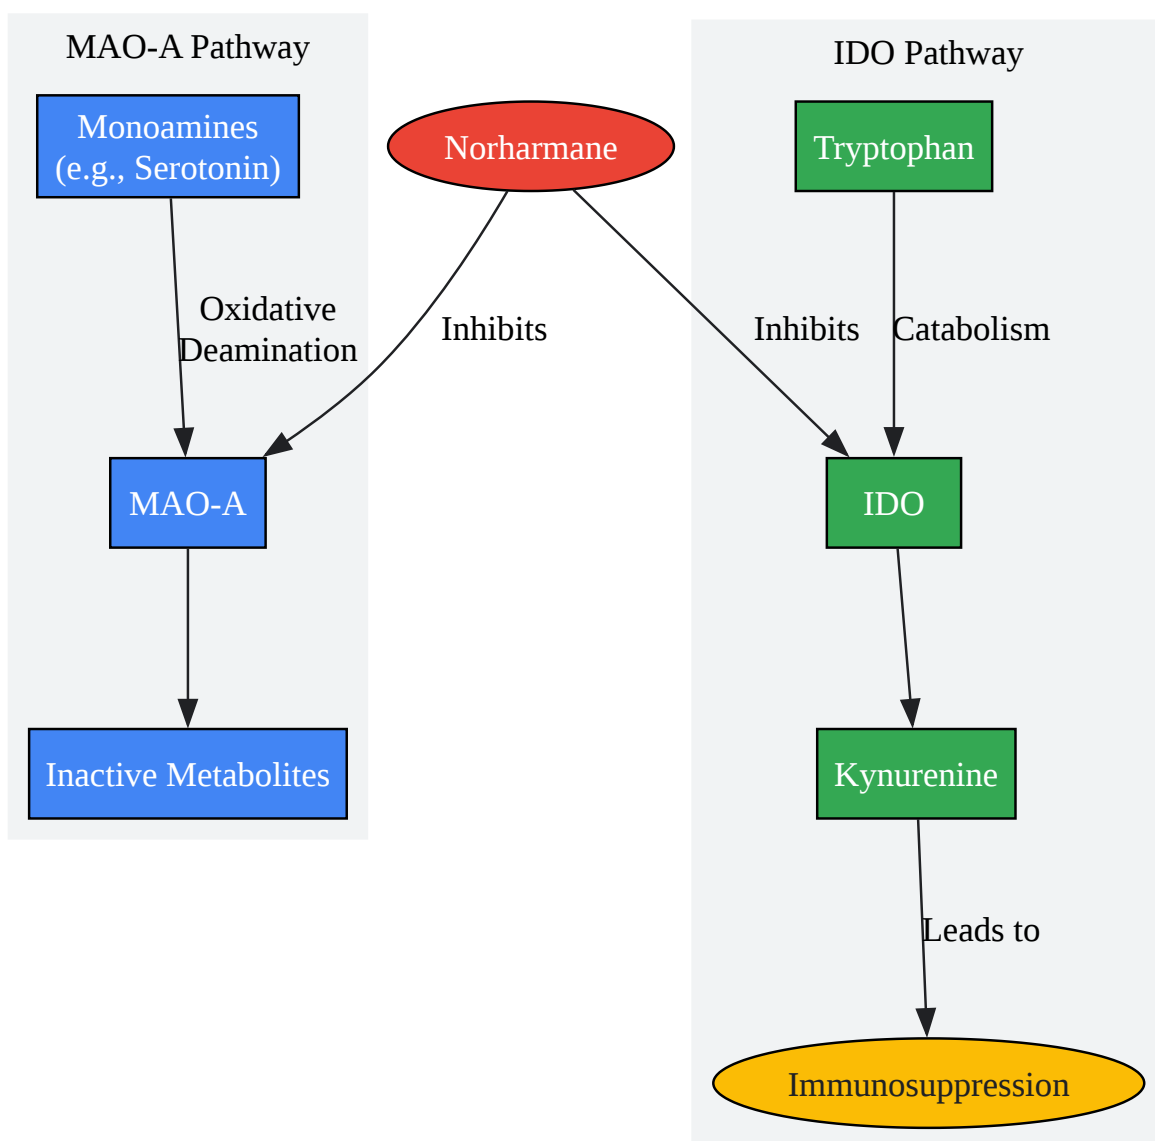 MAO-A Pathway
IDO Pathway
Monoamines
(e.g., Serotonin)
Norharmane
Tryptophan
Oxidative
Deamination
Inhibits
Inhibits
Catabolism
MAO-A
IDO
Inactive Metabolites
Kynurenine
Leads to
Immunosuppression